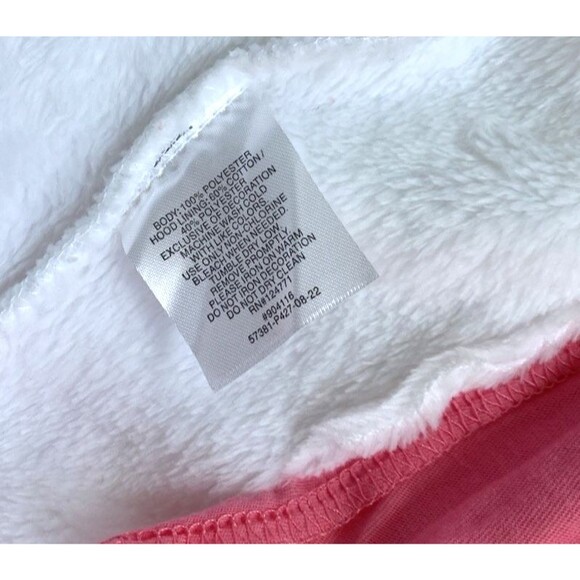 BODY-100% POLYESTER
HOOD LINING: 60% COTTON/
40% POLYESTER
EXCLUSIVE OF DECORATION
MACHINE WASH COLD
WITH LIKE COLORS.
USE ONLY NON-CHLORINE
BLEACH WHEN NEEDED.
TUMBLE DRY LOW.
REMOVE PROMPTLY.
PLEASE IRON ON WARM
DO NOT IRON DECORATION
DO NOT DRY CLEAN
RN#124771
#904116
57381-P427-08-22